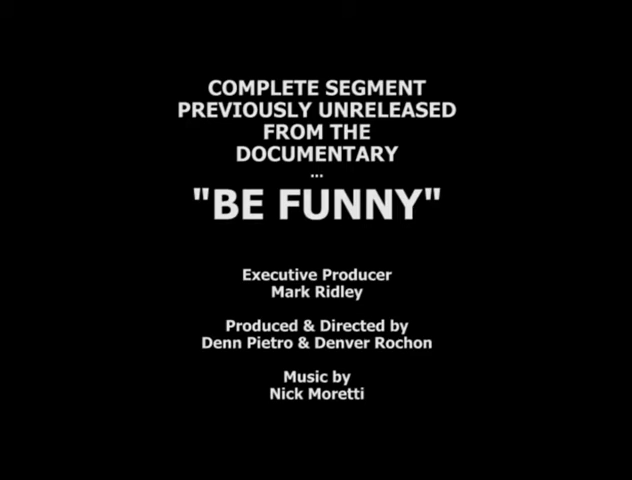 COMPLETE SEGMENT
PREVIOUSLY UNRELEASED
FROM THE
DOCUMENTARY
...
"BE FUNNY"
Executive Producer
Mark Ridley
Produced & Directed by
Denn Pietro & Denver Rochon
Music by
Nick Moretti